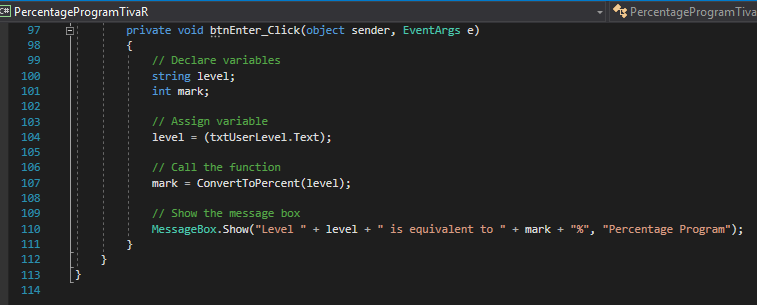 C# PercentageProgramTivaR PercentageProgramTiva
97 private void btnEnter_Click(object sender, EventArgs e)
98 {
99 // Declare variables
100 string level;
101 int mark;
102
103 // Assign variable
104 level = (txtUserLevel.Text);
105
106 // Call the function
107 mark = ConvertToPercent(level);
108
109 // Show the message box
110 MessageBox.Show("Level " + level + " is equivalent to " + mark + "%", "Percentage Program");
111 }
112 }
113 }
114